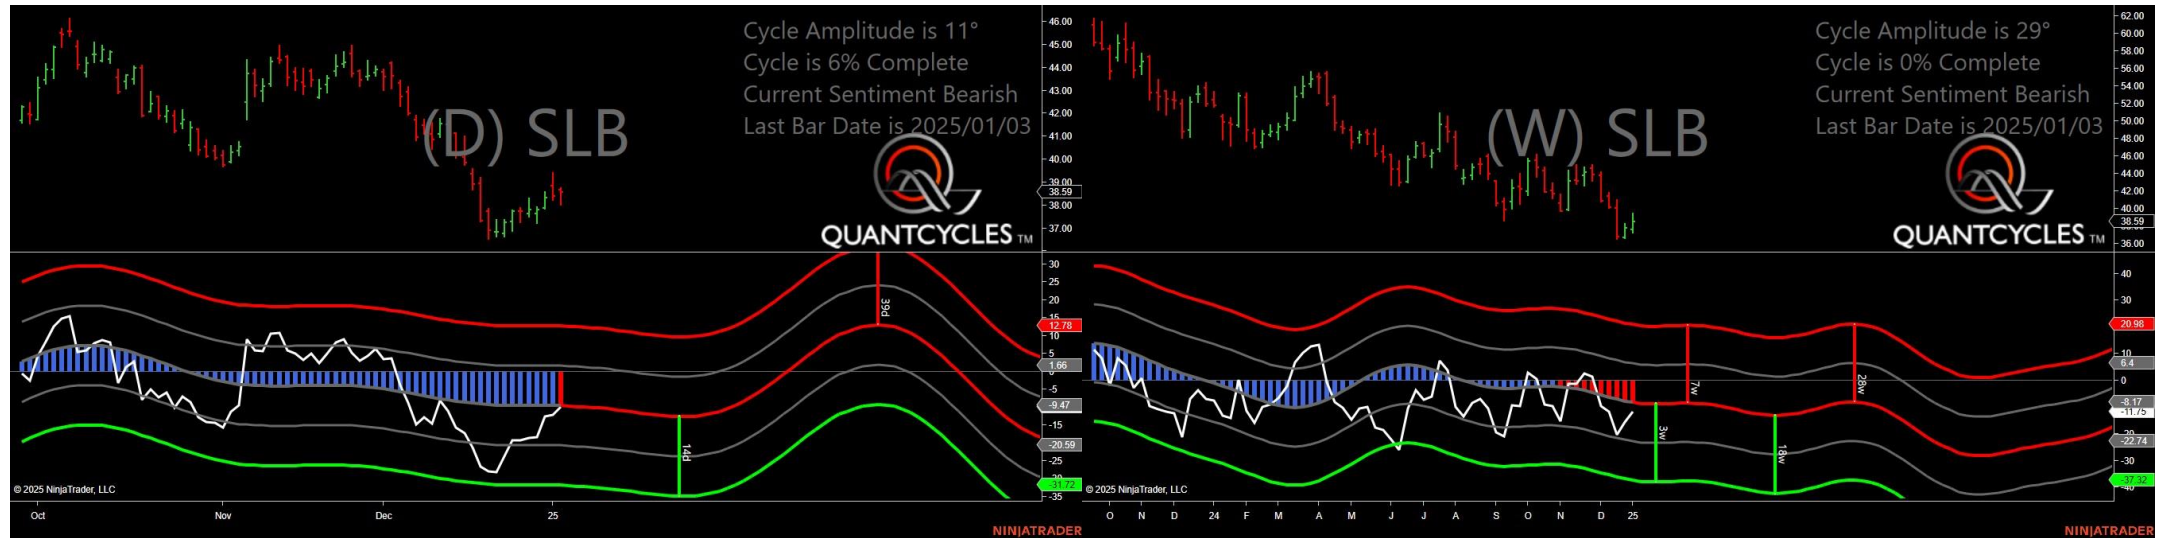 Cycle Amplitude is 11°
Cycle is 6% Complete
Current Sentiment Bearish
Last Bar Date is 2025/01/03
(D) SLB
QUANTCYCLES TM
46.00
45.00
44.00
43.00
42.00
41.00
40.00
39.00
38.59
38.00
37.00
30
25
20
15
12.78
10
5
1.66
0
-5
-9.47
-15
-20.59
-25
-31.72
-35
39d
14d
© 2025 NinjaTrader, LLC
Oct
Nov
Dec
25
NINJATRADER
Cycle Amplitude is 29°
Cycle is 0% Complete
Current Sentiment Bearish
Last Bar Date is 2025/01/03
(W) SLB
QUANTCYCLES TM
62.00
60.00
58.00
56.00
54.00
52.00
50.00
48.00
46.00
44.00
42.00
40.00
38.59
36.00
40
30
20.98
10
6.4
0
-8.17
-11.75
-22.74
-30
-37.32
7w
28w
3w
18w
© 2025 NinjaTrader, LLC
O N D 24 F M A M J J A S O N D 25
NINJATRADER